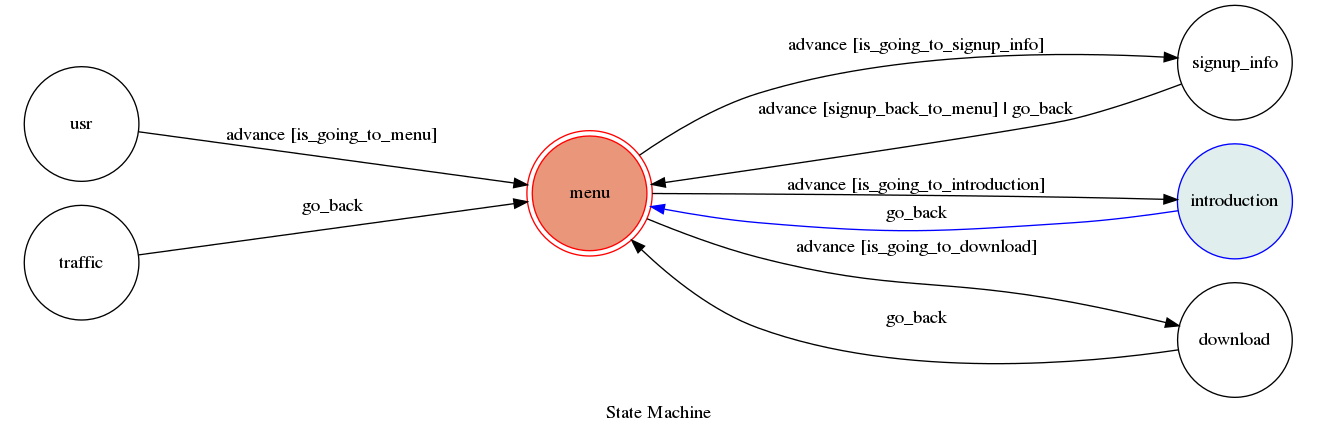 advance [is_going_to_signup_info]
signup_info
advance [signup_back_to_menu] | go_back
usr
advance [is_going_to_menu]
advance [is_going_to_introduction]
menu
introduction
go_back
go_back
advance [is_going_to_download]
traffic
go_back
download
State Machine